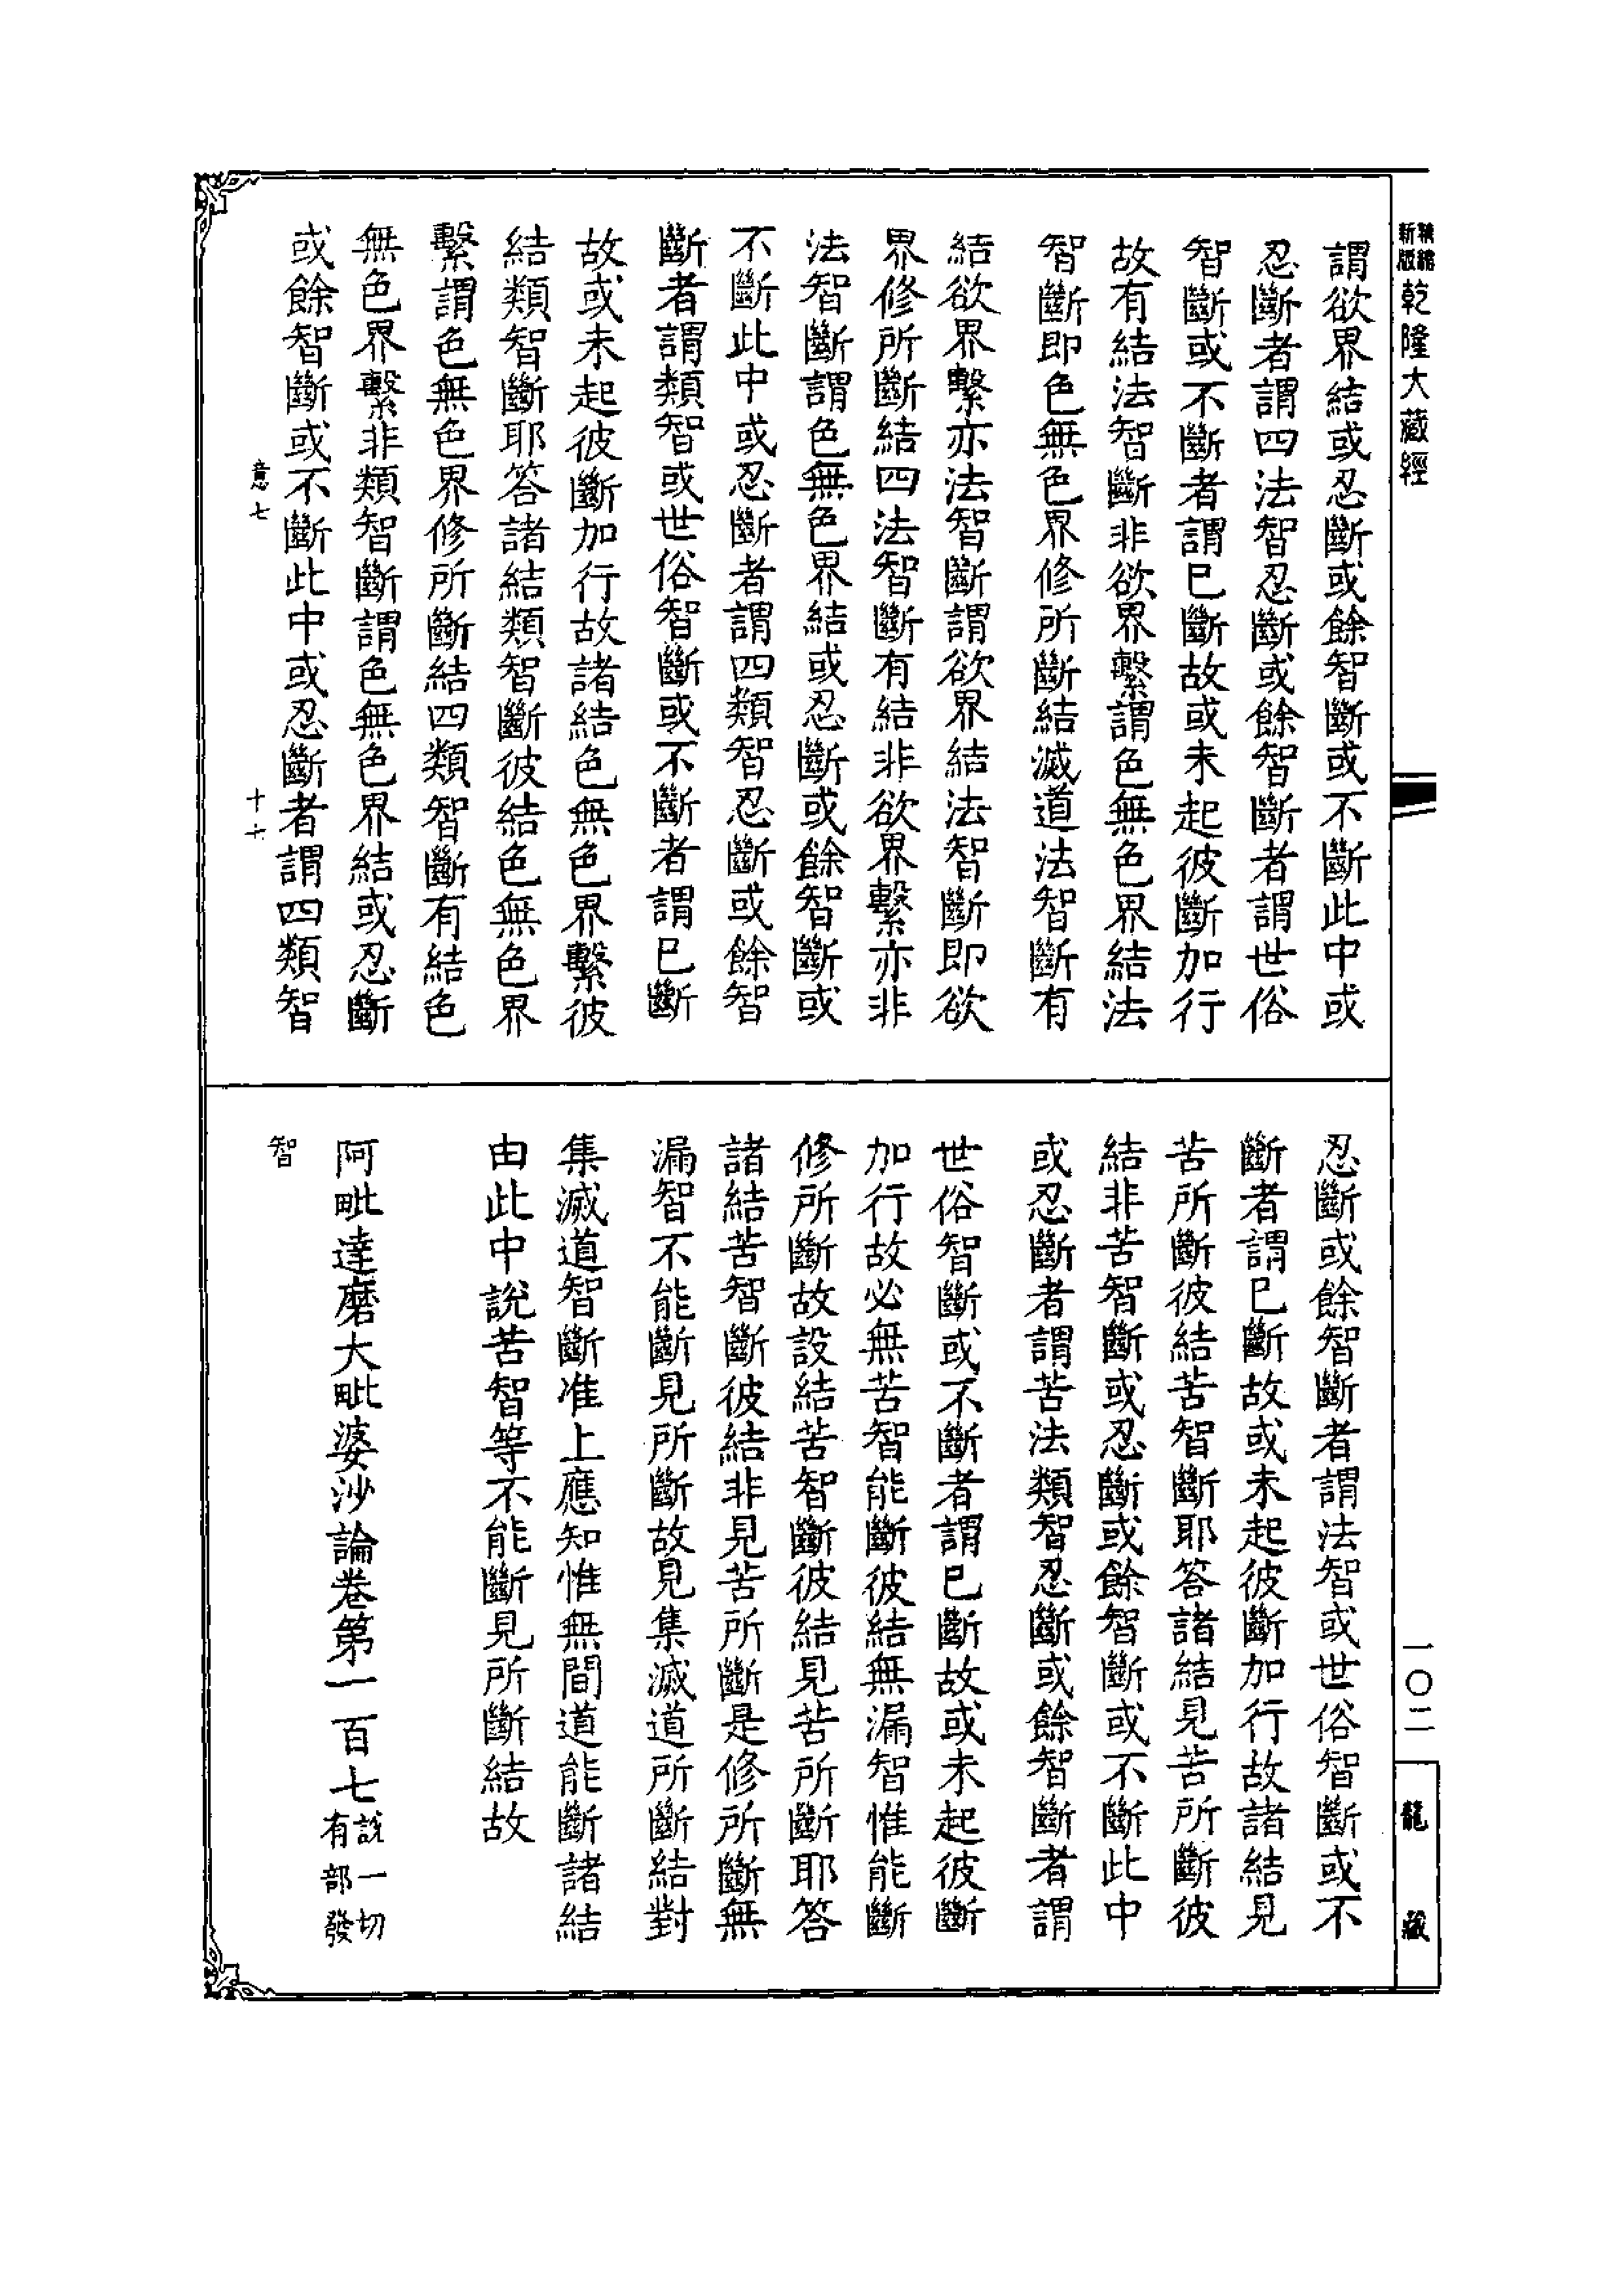 精縮新版乾隆大藏經
謂欲界結或忍斷或餘智斷或不斷此中或
忍斷者謂四法智忍斷或餘智斷者謂世俗
智斷或不斷者謂巳斷故或未起彼斷加行
故有結法智斷非欲界繫謂色無色界結法
智斷即色無色界修所斷結滅道法智斷有
結欲界繫亦法智斷謂欲界結法智斷即欲
界修所斷結四法智斷有結非欲界繫亦非
法智斷謂色無色界結或忍斷或餘智斷或
不斷此中或忍斷者謂四類智忍斷或餘智
斷者謂類智或世俗智斷或不斷者謂巳斷
故或未起彼斷加行故諸結色無色界繫彼
結類智斷耶答諸結類智斷彼結色無色界
繫謂色無色界修所斷結四類智斷有結色
無色界繫非類智斷謂色無色界結或忍斷
或餘智斷或不斷此中或忍斷者謂四類智
意七
忍斷或餘智斷者謂法智或世俗智斷或不
斷者謂巳斷故或未起彼斷加行故諸結見
苦所斷彼結苦智斷耶答諸結見苦所斷彼
結非苦智斷或忍斷或餘智斷或不斷此中
或忍斷者謂苦法類智忍斷或餘智斷者謂
世俗智斷或不斷者謂巳斷故或未起彼斷
加行故必無苦智能斷彼結無漏智惟能斷
修所斷故設結苦智斷彼結見苦所斷耶答
諸結苦智斷彼結非見苦所斷是修所斷無
漏智不能斷見所斷故見集滅道所斷結對
集滅道智斷准上應知惟無間道能斷諸結
由此中說苦智等不能斷見所斷結故
阿毗達磨大毗婆沙論卷第一百七說一切有部發
智
一〇二
龍藏